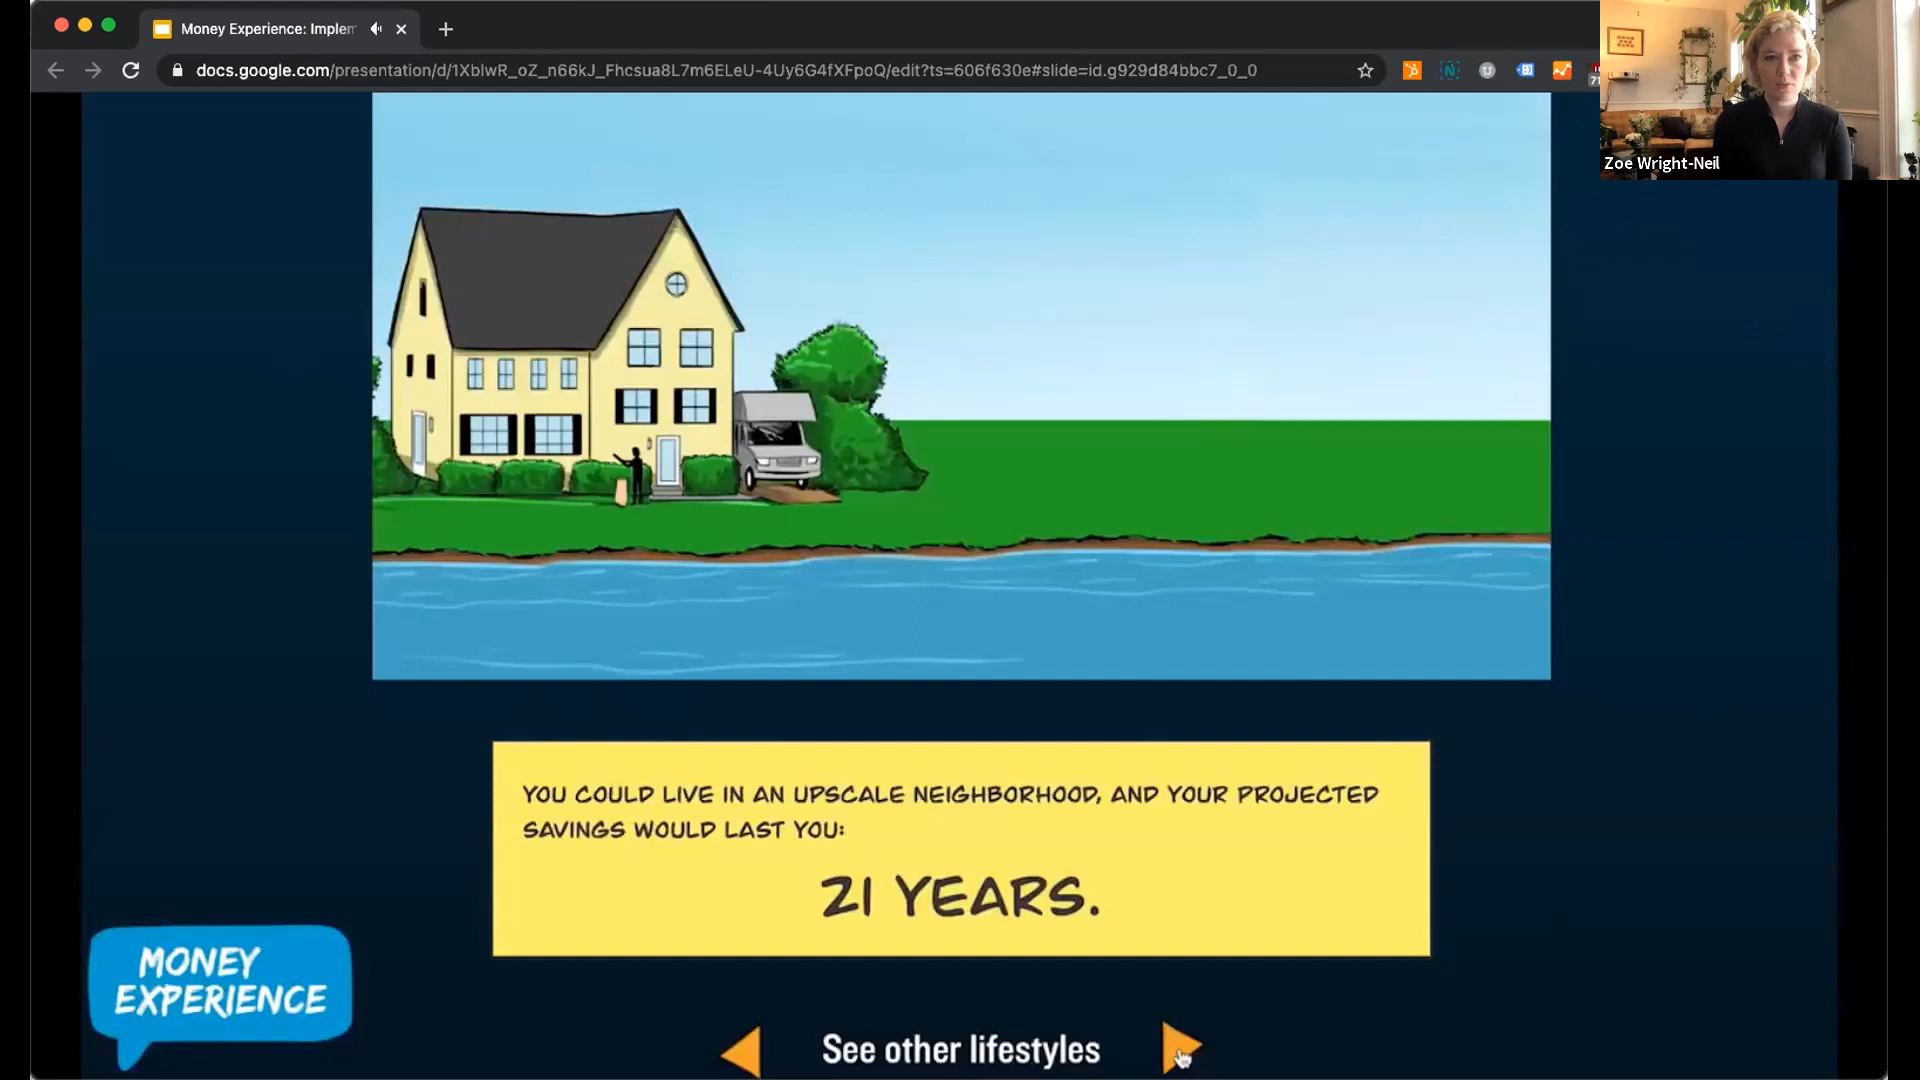 Money Experience: Implem
docs.google.com/presentation/d/1XblwR_oZ_n66kJ_Fhcsua8L7m6ELeU-4Uy6G4fXFpoQ/edit?ts=606f630e#slide=id.g929d84bbc7_0_0
Zoe Wright-Neil
YOU COULD LIVE IN AN UPSCALE NEIGHBORHOOD, AND YOUR PROJECTED
SAVINGS WOULD LAST YOU:
21 YEARS.
MONEY
EXPERIENCE
See other lifestyles